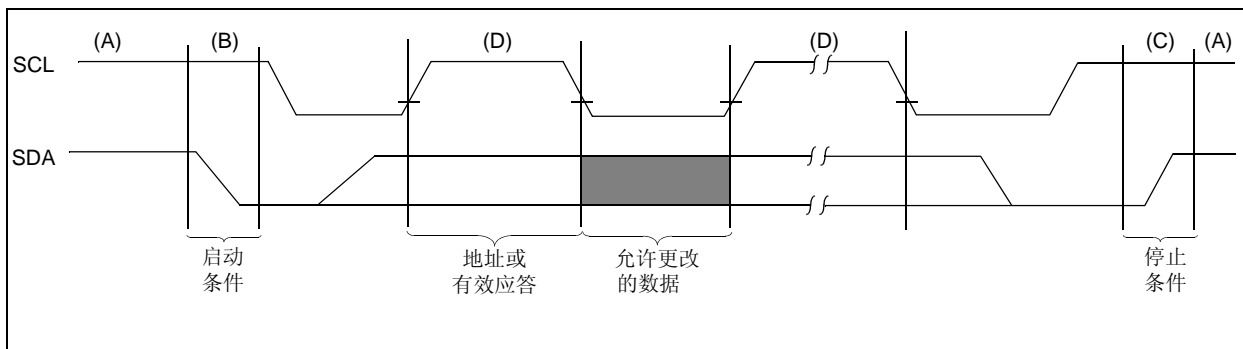 (A) (B) (D) (D) (C) (A)
SCL
SDA
启动
条件
地址或
有效应答
允许更改
的数据
停止
条件